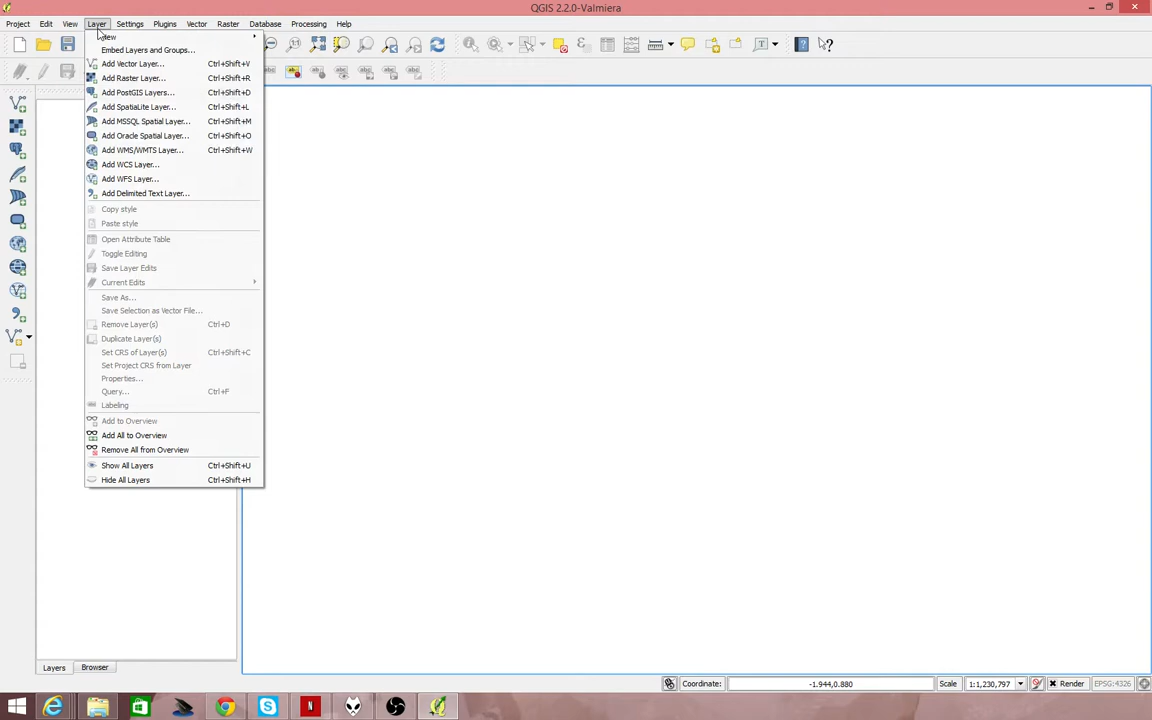 QGIS 2.2.0-Valmiera
Project Edit View Layer Settings Plugins Vector Raster Database Processing Help
Embed Layers and Groups...
Add Vector Layer... Ctrl+Shift+V
Add Raster Layer... Ctrl+Shift+R
Add PostGIS Layers... Ctrl+Shift+D
Add SpatiaLite Layer... Ctrl+Shift+L
Add MSSQL Spatial Layer... Ctrl+Shift+M
Add Oracle Spatial Layer... Ctrl+Shift+O
Add WMS/WMTS Layer... Ctrl+Shift+W
Add WCS Layer...
Add WFS Layer...
Add Delimited Text Layer...
Copy style
Paste style
Open Attribute Table
Toggle Editing
Save Layer Edits
Current Edits
Save As...
Save Selection as Vector File...
Remove Layer(s) Ctrl+D
Duplicate Layer(s)
Set CRS of Layer(s) Ctrl+Shift+C
Set Project CRS from Layer
Properties...
Query... Ctrl+F
Labeling
Add to Overview
Add All to Overview
Remove All from Overview
Show All Layers Ctrl+Shift+U
Hide All Layers Ctrl+Shift+H
Layers Browser
Coordinate: -1.944,0.880 Scale 1:1,230,797 Render EPSG:4326